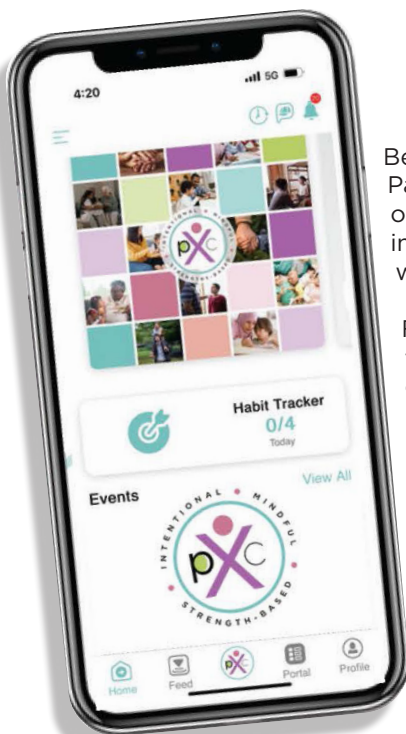 4:20
5G
INTENTIONAL • MINDFUL
STRENGTH-BASED
pXc
Habit Tracker
0/4
Today
Events
View All
INTENTIONAL • MINDFUL
STRENGTH-BASED
pXc
pXc
Home
Feed
Portal
Profile
Be
Pa
o
in
w